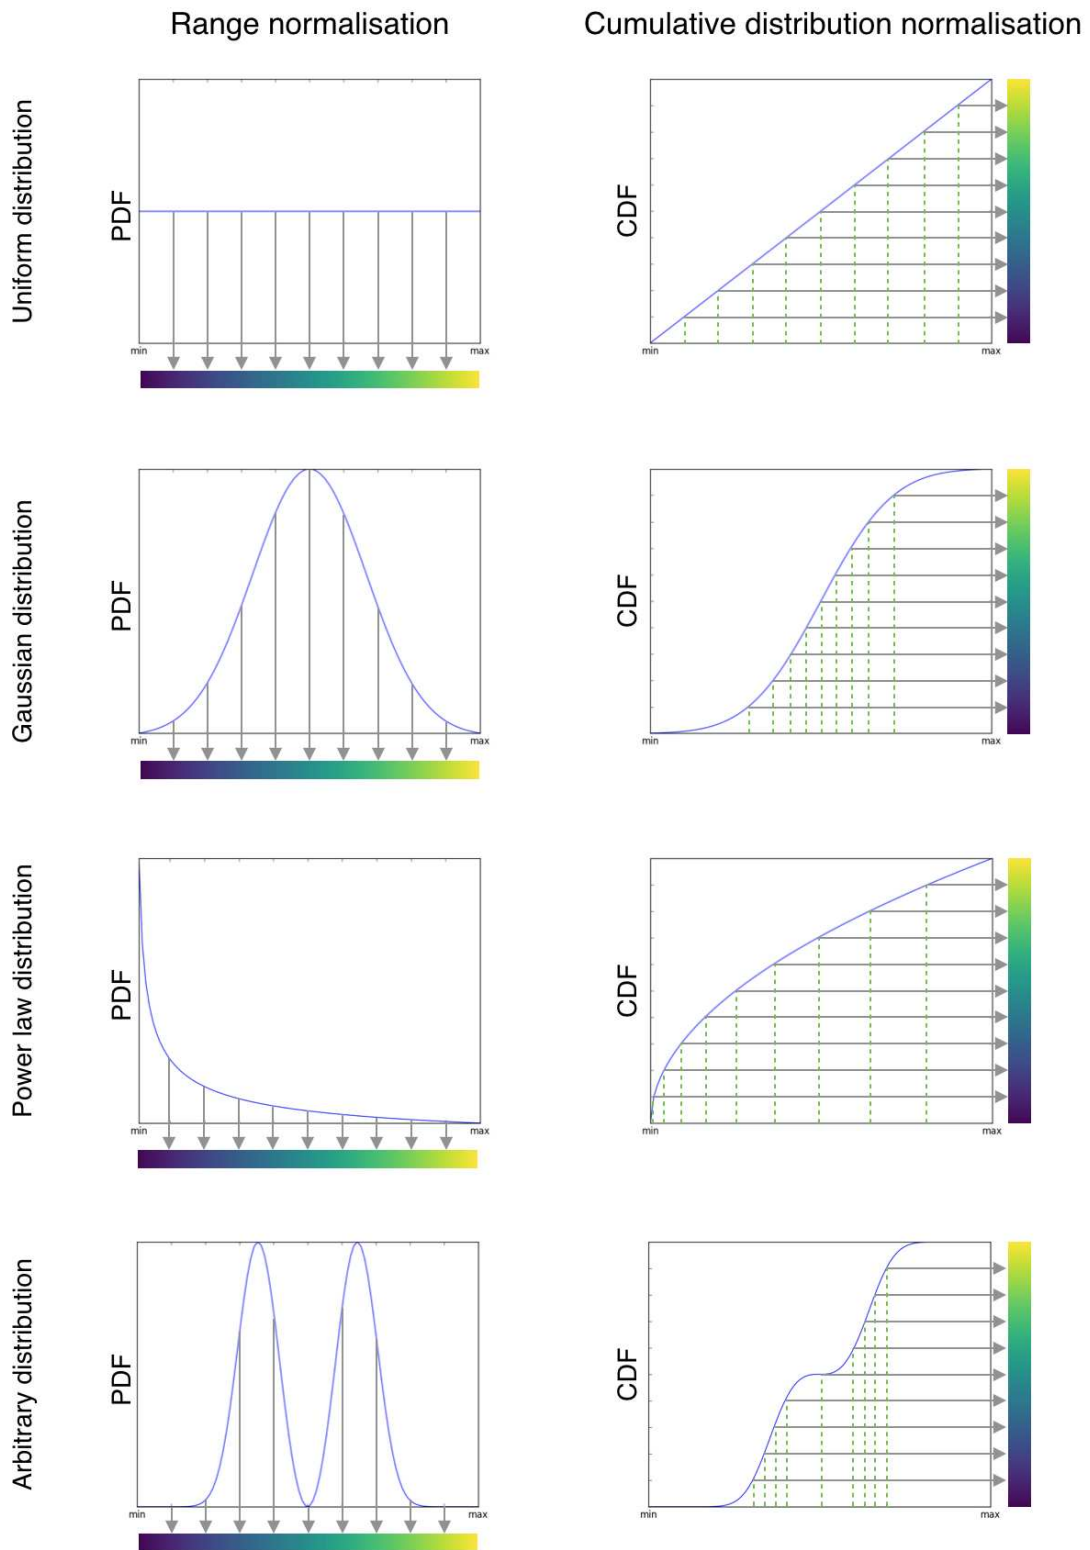 Range normalisation
Cumulative distribution normalisation
Uniform distribution
PDF
min
max
CDF
min
max
Gaussian distribution
PDF
min
max
CDF
min
max
Power law distribution
PDF
min
max
CDF
min
max
Arbitrary distribution
PDF
min
max
CDF
min
max